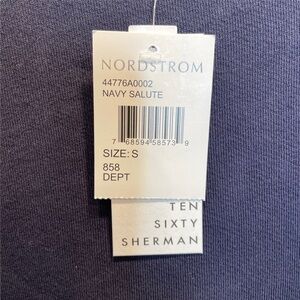 NORDSTROM
44776A0002
NAVY SALUTE
7 68594 58573 9
SIZE: S
858
DEPT
TEN
SIXTY
SHERMAN